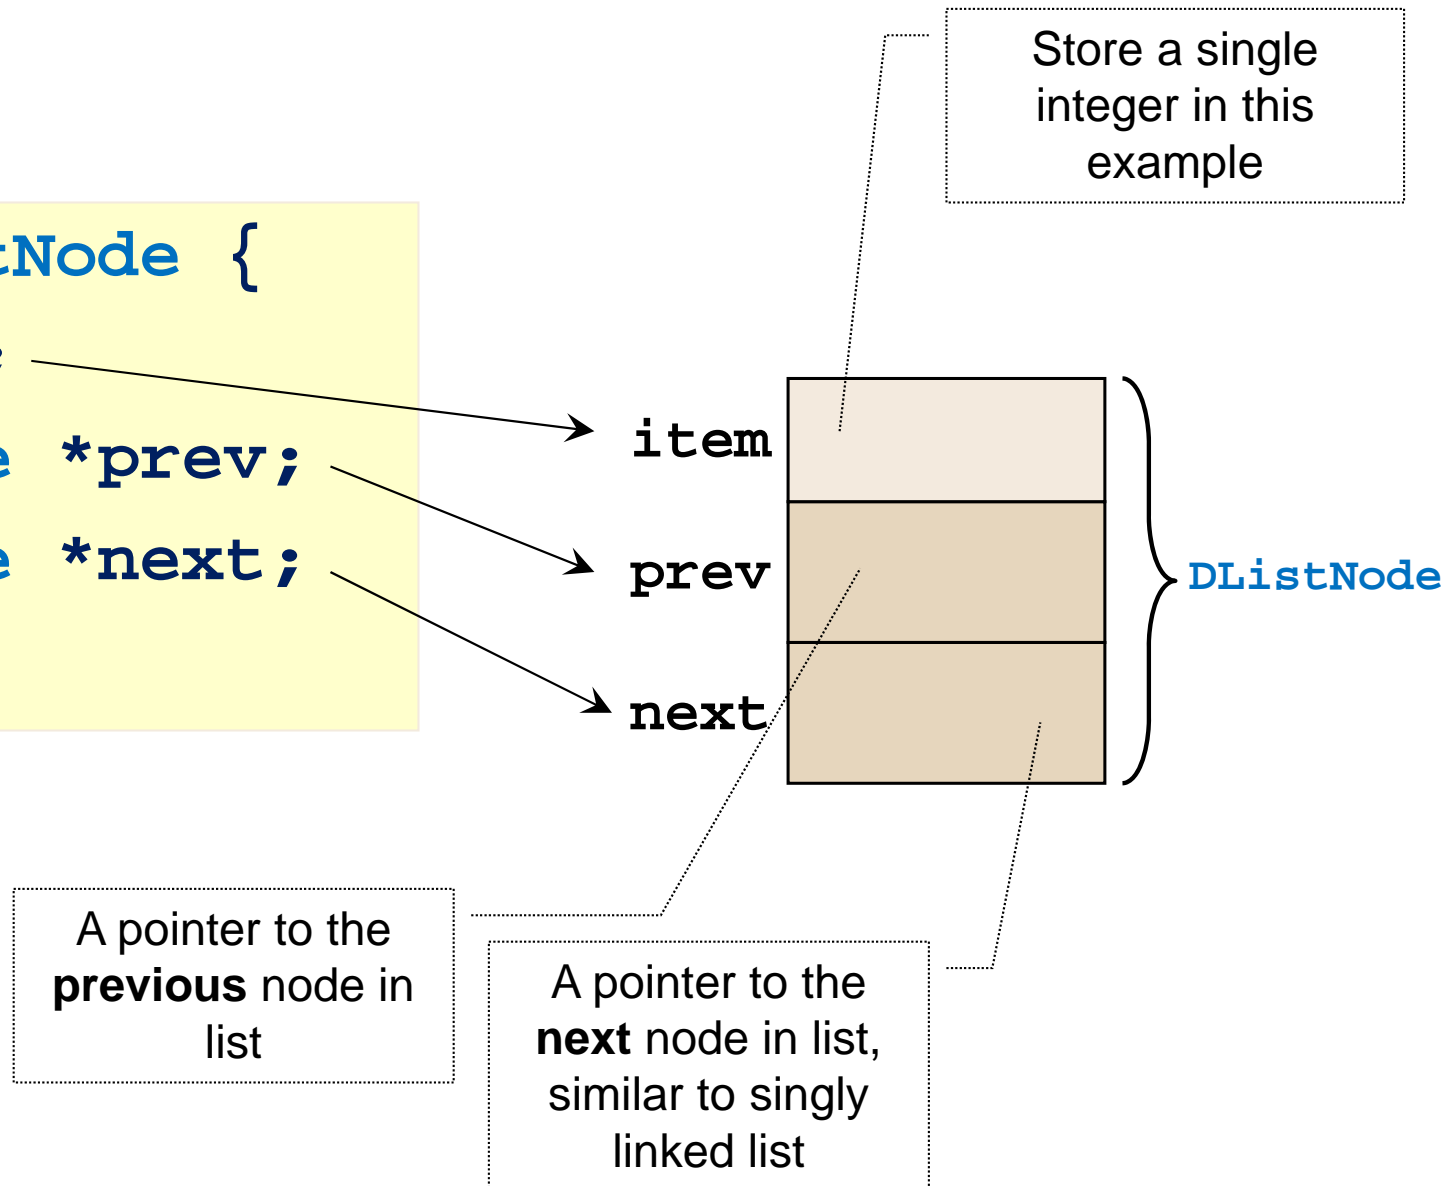 Store a single
integer in this
example
tNode {
;
e *prev;
e *next;
item
prev
next
DListNode
A pointer to the
previous node in
list
A pointer to the
next node in list,
similar to singly
linked list